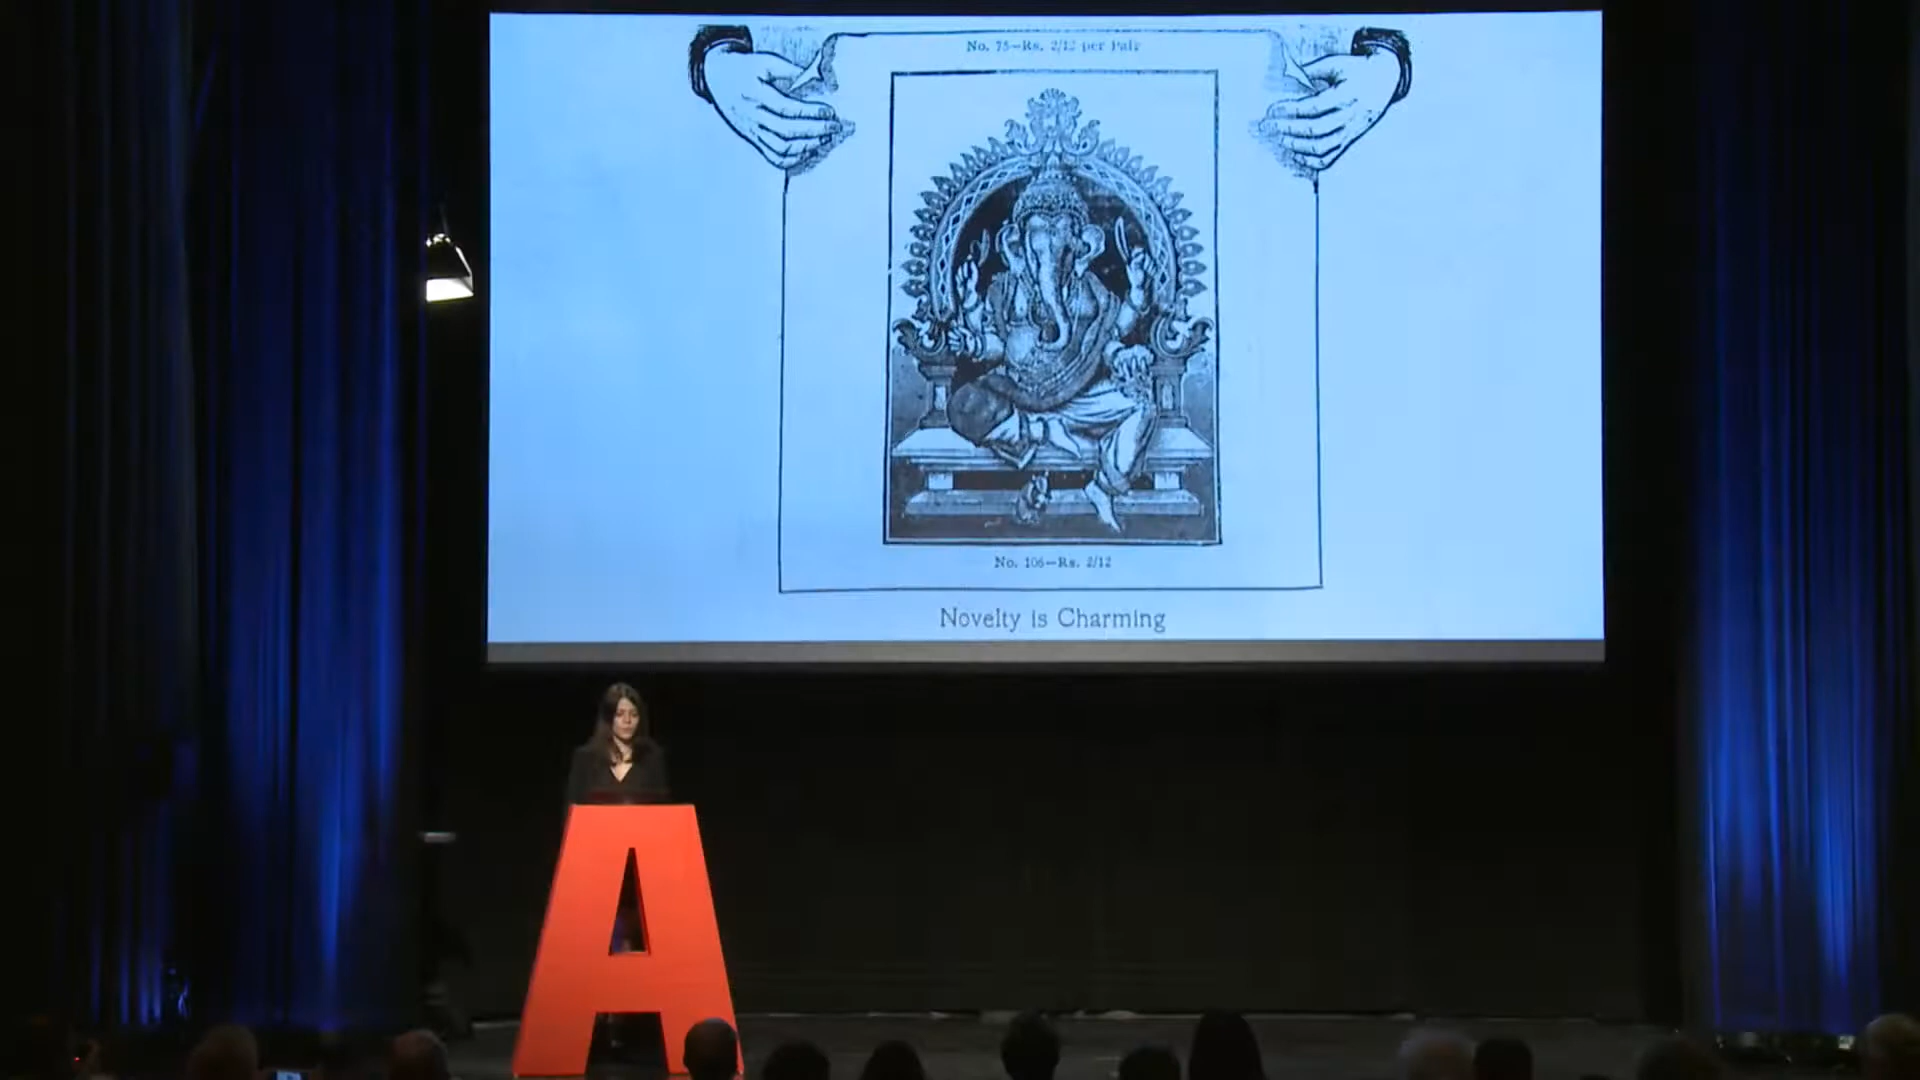 No. 75—Rs. 2/12 per Pair
No. 106—Rs. 2/12
Novelty is Charming
A